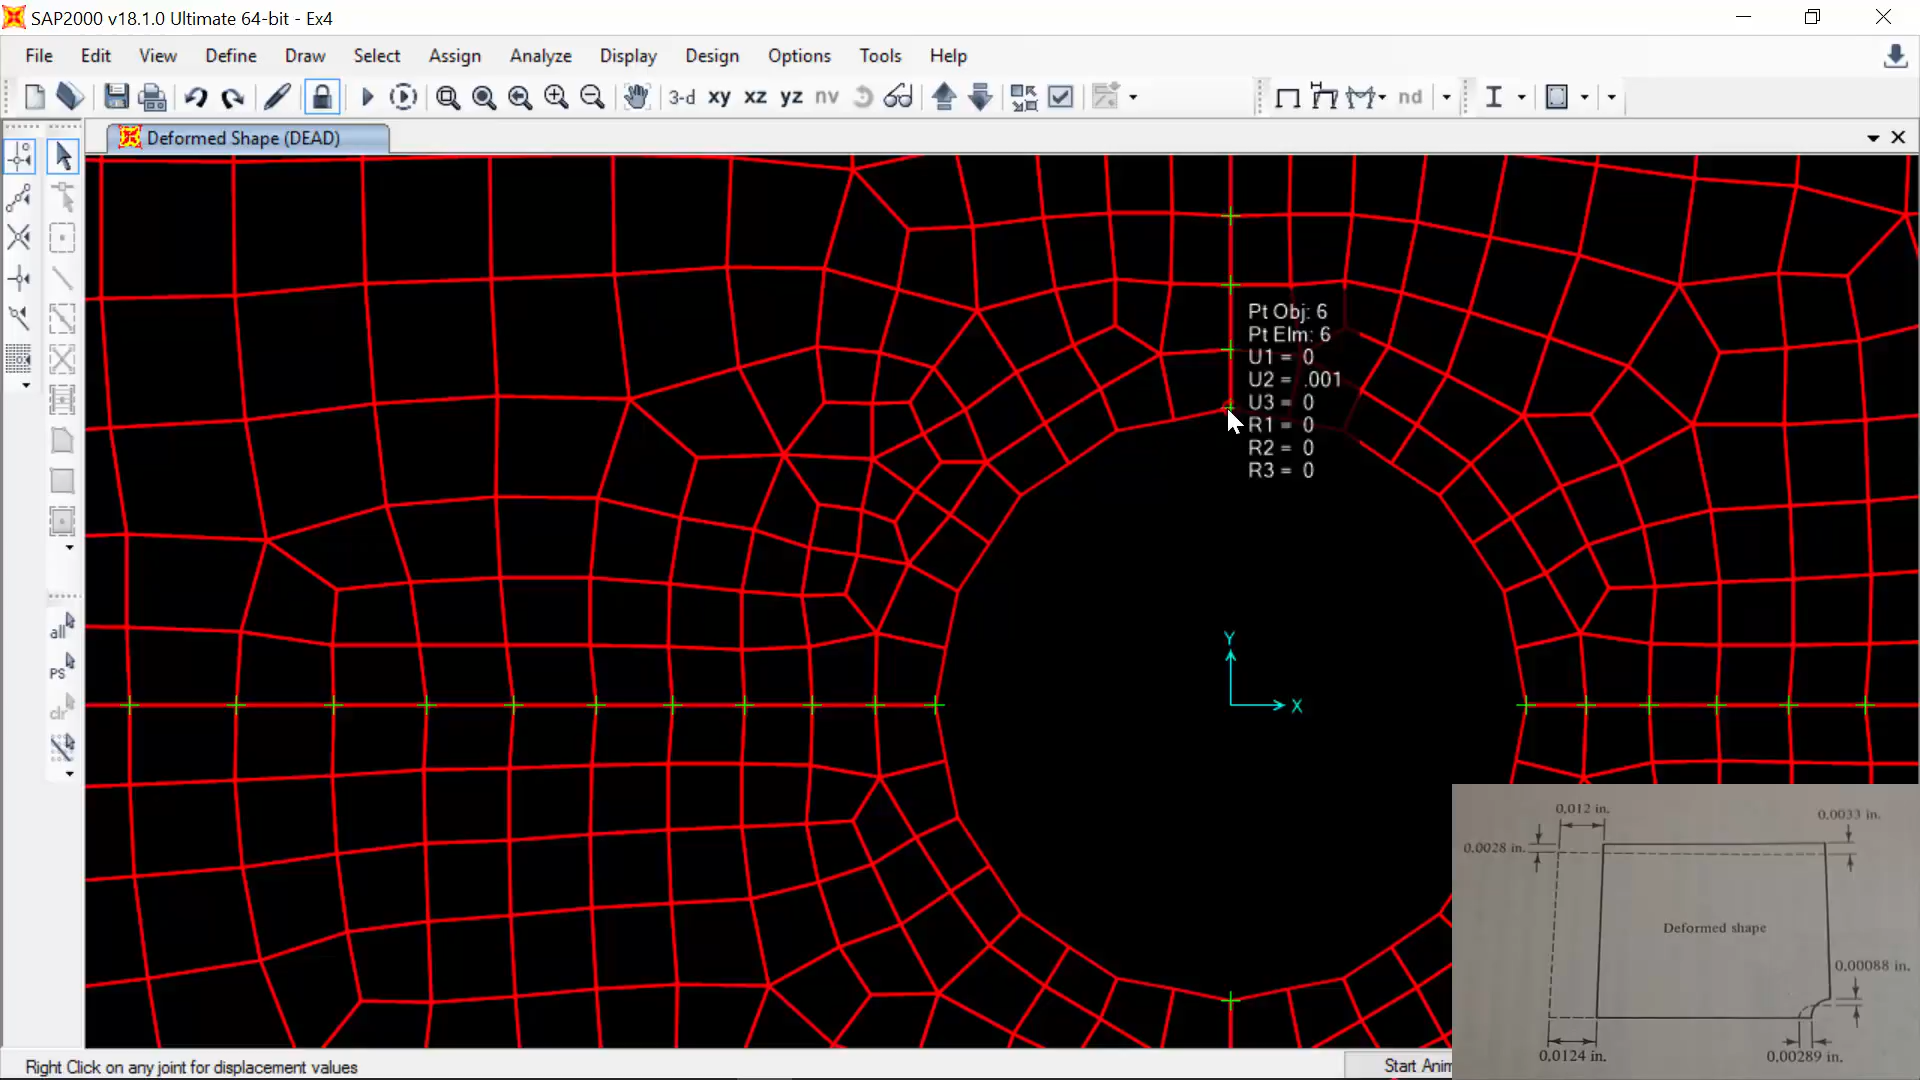 SAP2000 v18.1.0 Ultimate 64-bit - Ex4
File Edit View Define Draw Select Assign Analyze Display Design Options Tools Help
3-d xy xz yz nv nd
Deformed Shape (DEAD)
Pt Obj: 6
Pt Elm: 6
U1 = 0
U2 = .001
U3 = 0
R1 = 0
R2 = 0
R3 = 0
all
PS
clr
Y
X
0.012 in.
0.0033 in.
0.0028 in.
Deformed shape
0.00088 in.
0.0124 in.
0.00289 in.
Right Click on any joint for displacement values
Start Anim